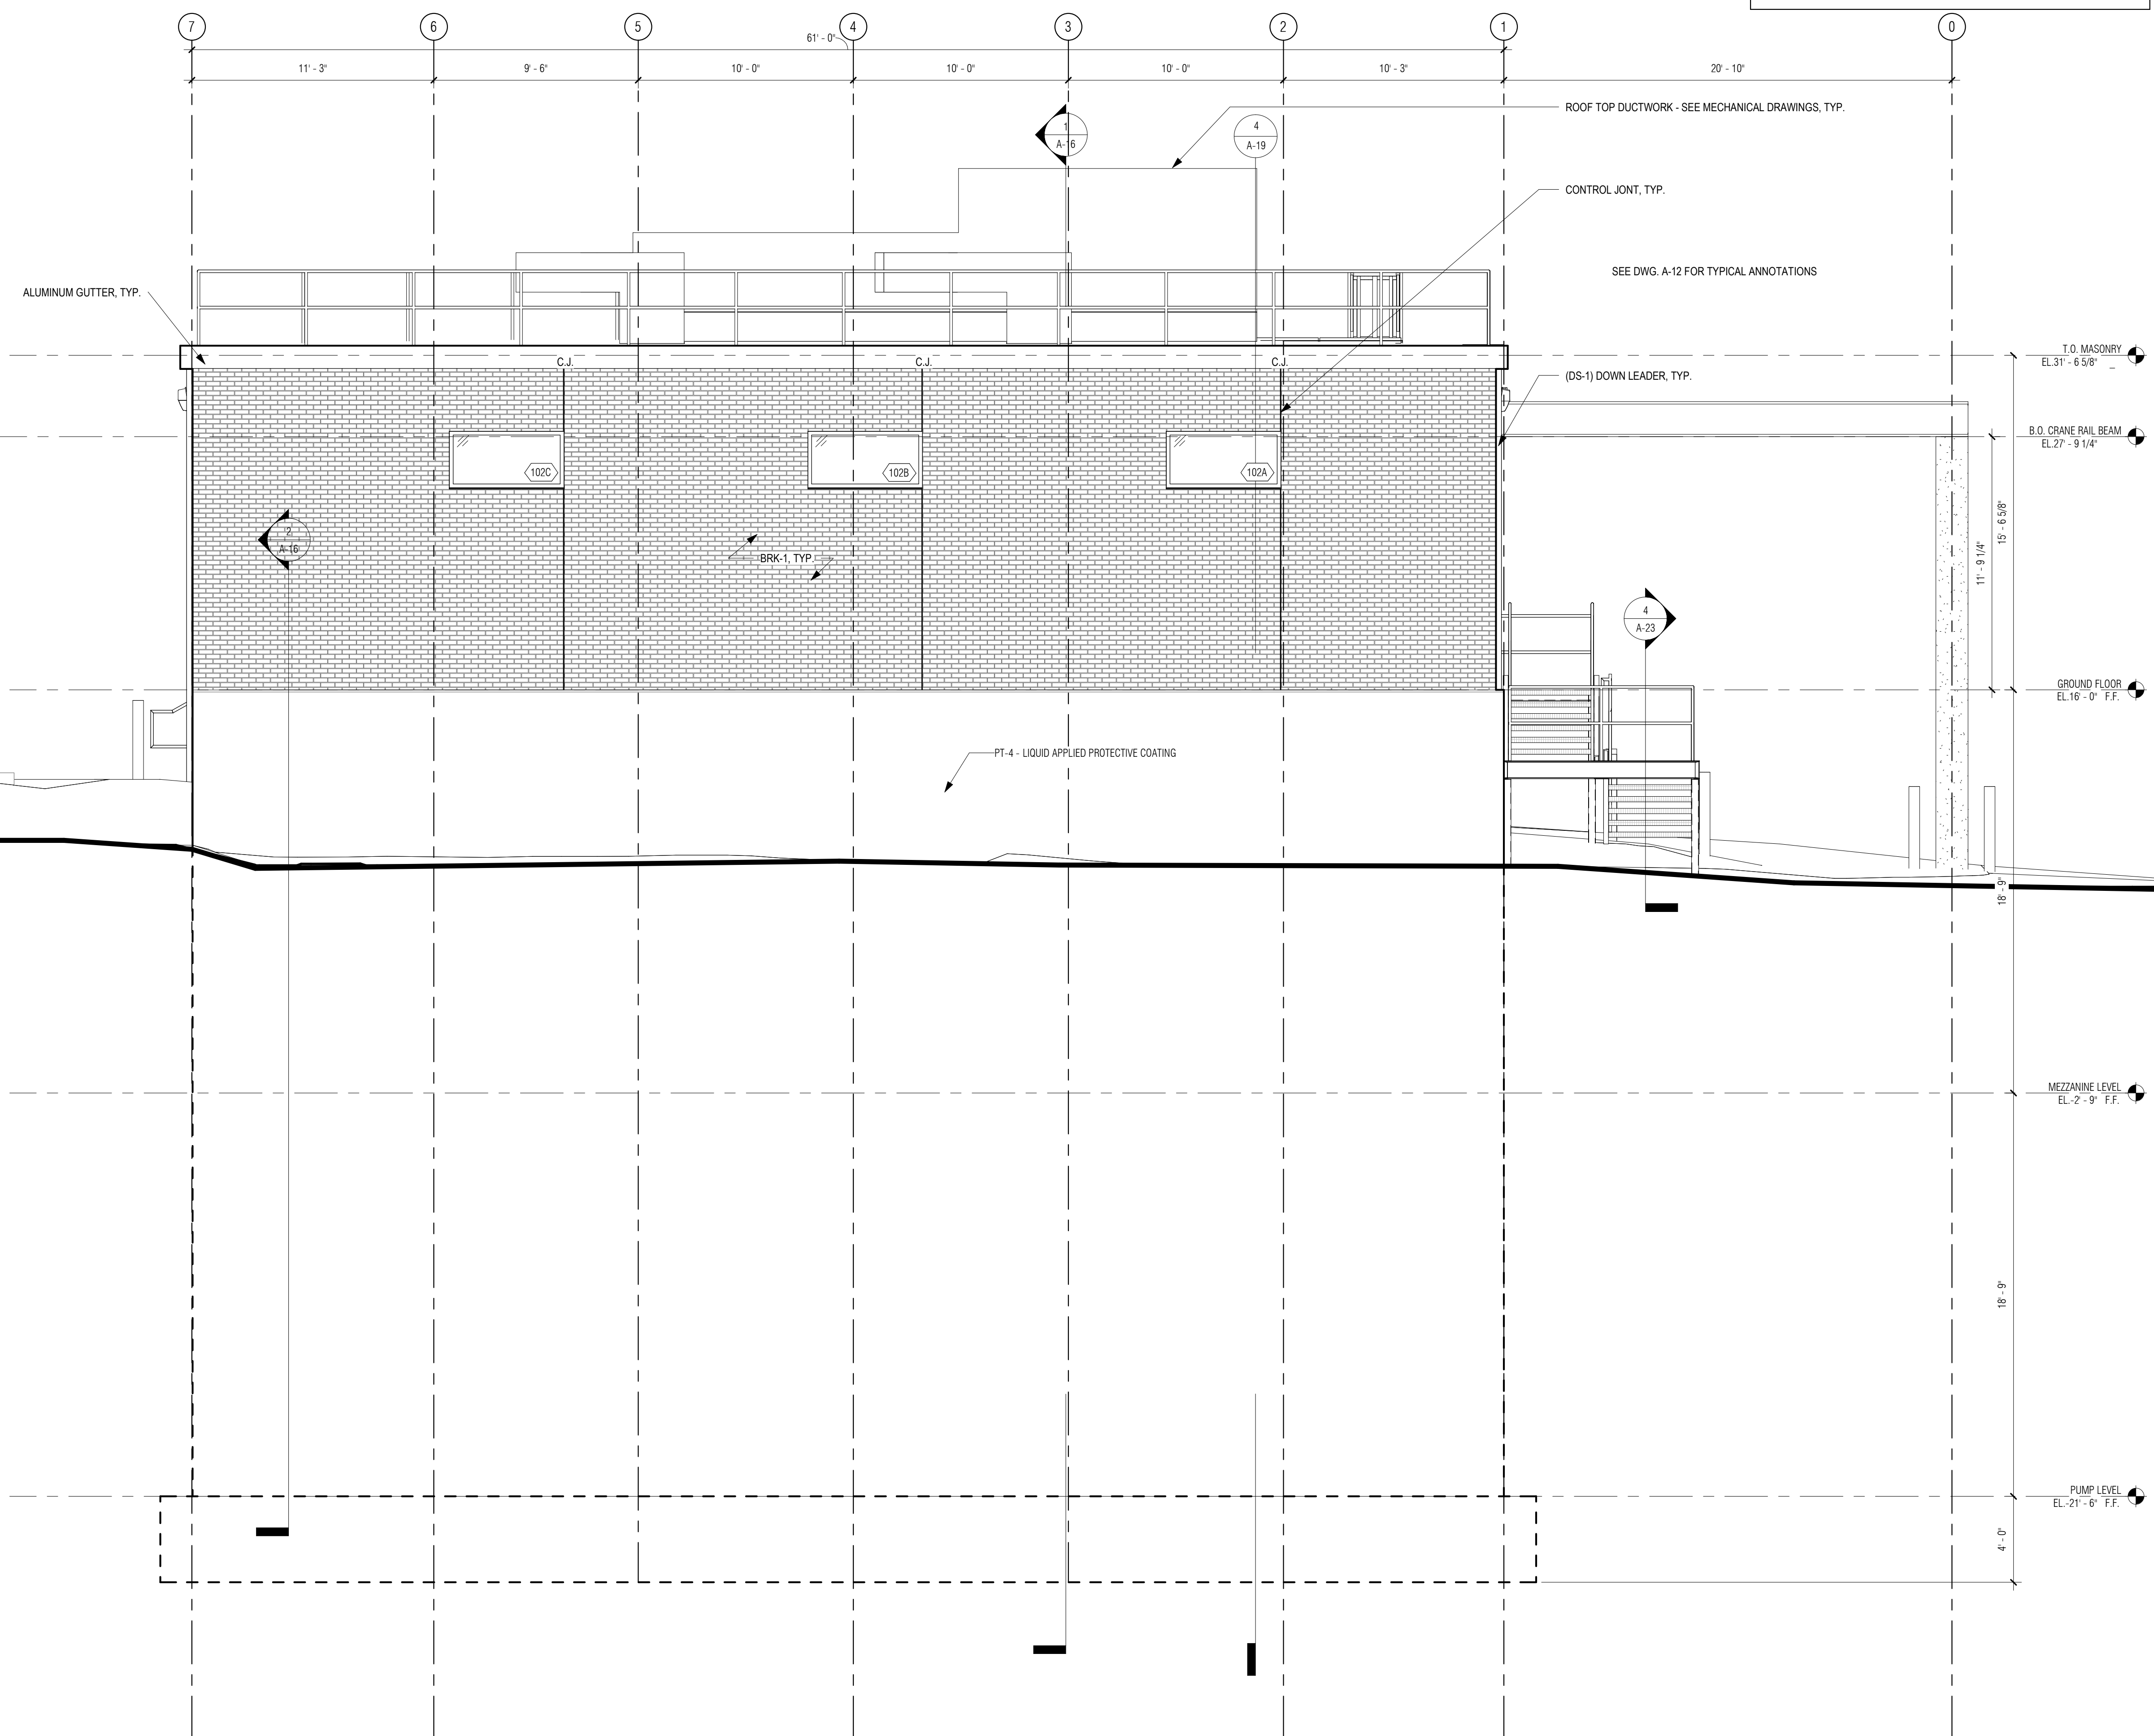 7
6
5
4
3
2
1
0
61' - 0"
11' - 3"
9' - 6"
10' - 0"
10' - 0"
10' - 0"
10' - 3"
20' - 10"
ROOF TOP DUCTWORK - SEE MECHANICAL DRAWINGS, TYP.
1
A-16
4
A-19
CONTROL JONT, TYP.
SEE DWG. A-12 FOR TYPICAL ANNOTATIONS
ALUMINUM GUTTER, TYP.
T.O. MASONRY
EL.31' - 6 5/8"
C.J.
C.J.
C.J.
(DS-1) DOWN LEADER, TYP.
B.O. CRANE RAIL BEAM
EL.27' - 9 1/4"
102C
102B
102A
15' - 6 5/8"
11' - 9 1/4"
2
A-16
BRK-1, TYP.
4
A-23
GROUND FLOOR
EL.16' - 0" F.F.
PT-4 - LIQUID APPLIED PROTECTIVE COATING
18' - 9"
MEZZANINE LEVEL
EL.-2' - 9" F.F.
18' - 9"
PUMP LEVEL
EL.-21' - 6" F.F.
4' - 0"